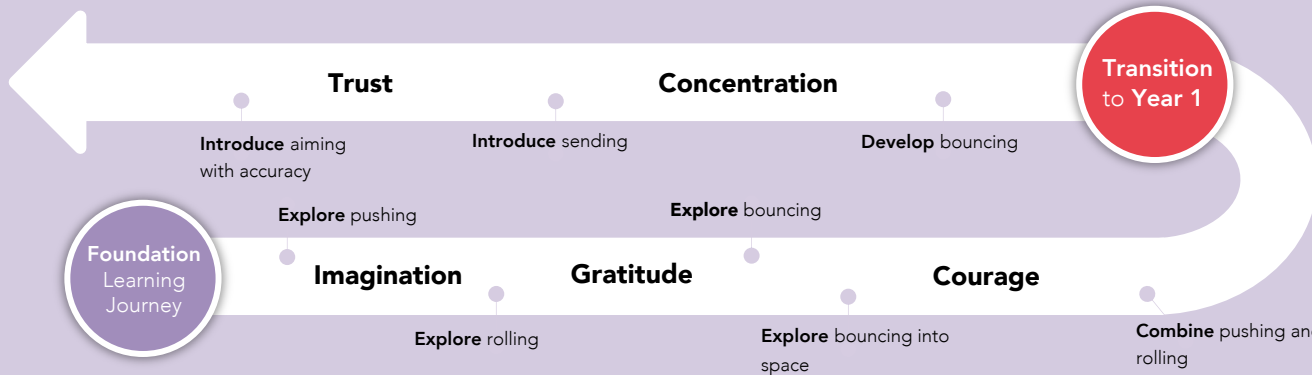 Trust
Concentration
Transition
to Year 1
Introduce aiming
with accuracy
Introduce sending
Develop bouncing
Explore pushing
Explore bouncing
Foundation
Learning
Journey
Imagination
Gratitude
Courage
Explore rolling
Explore bouncing into
space
Combine pushing and
rolling